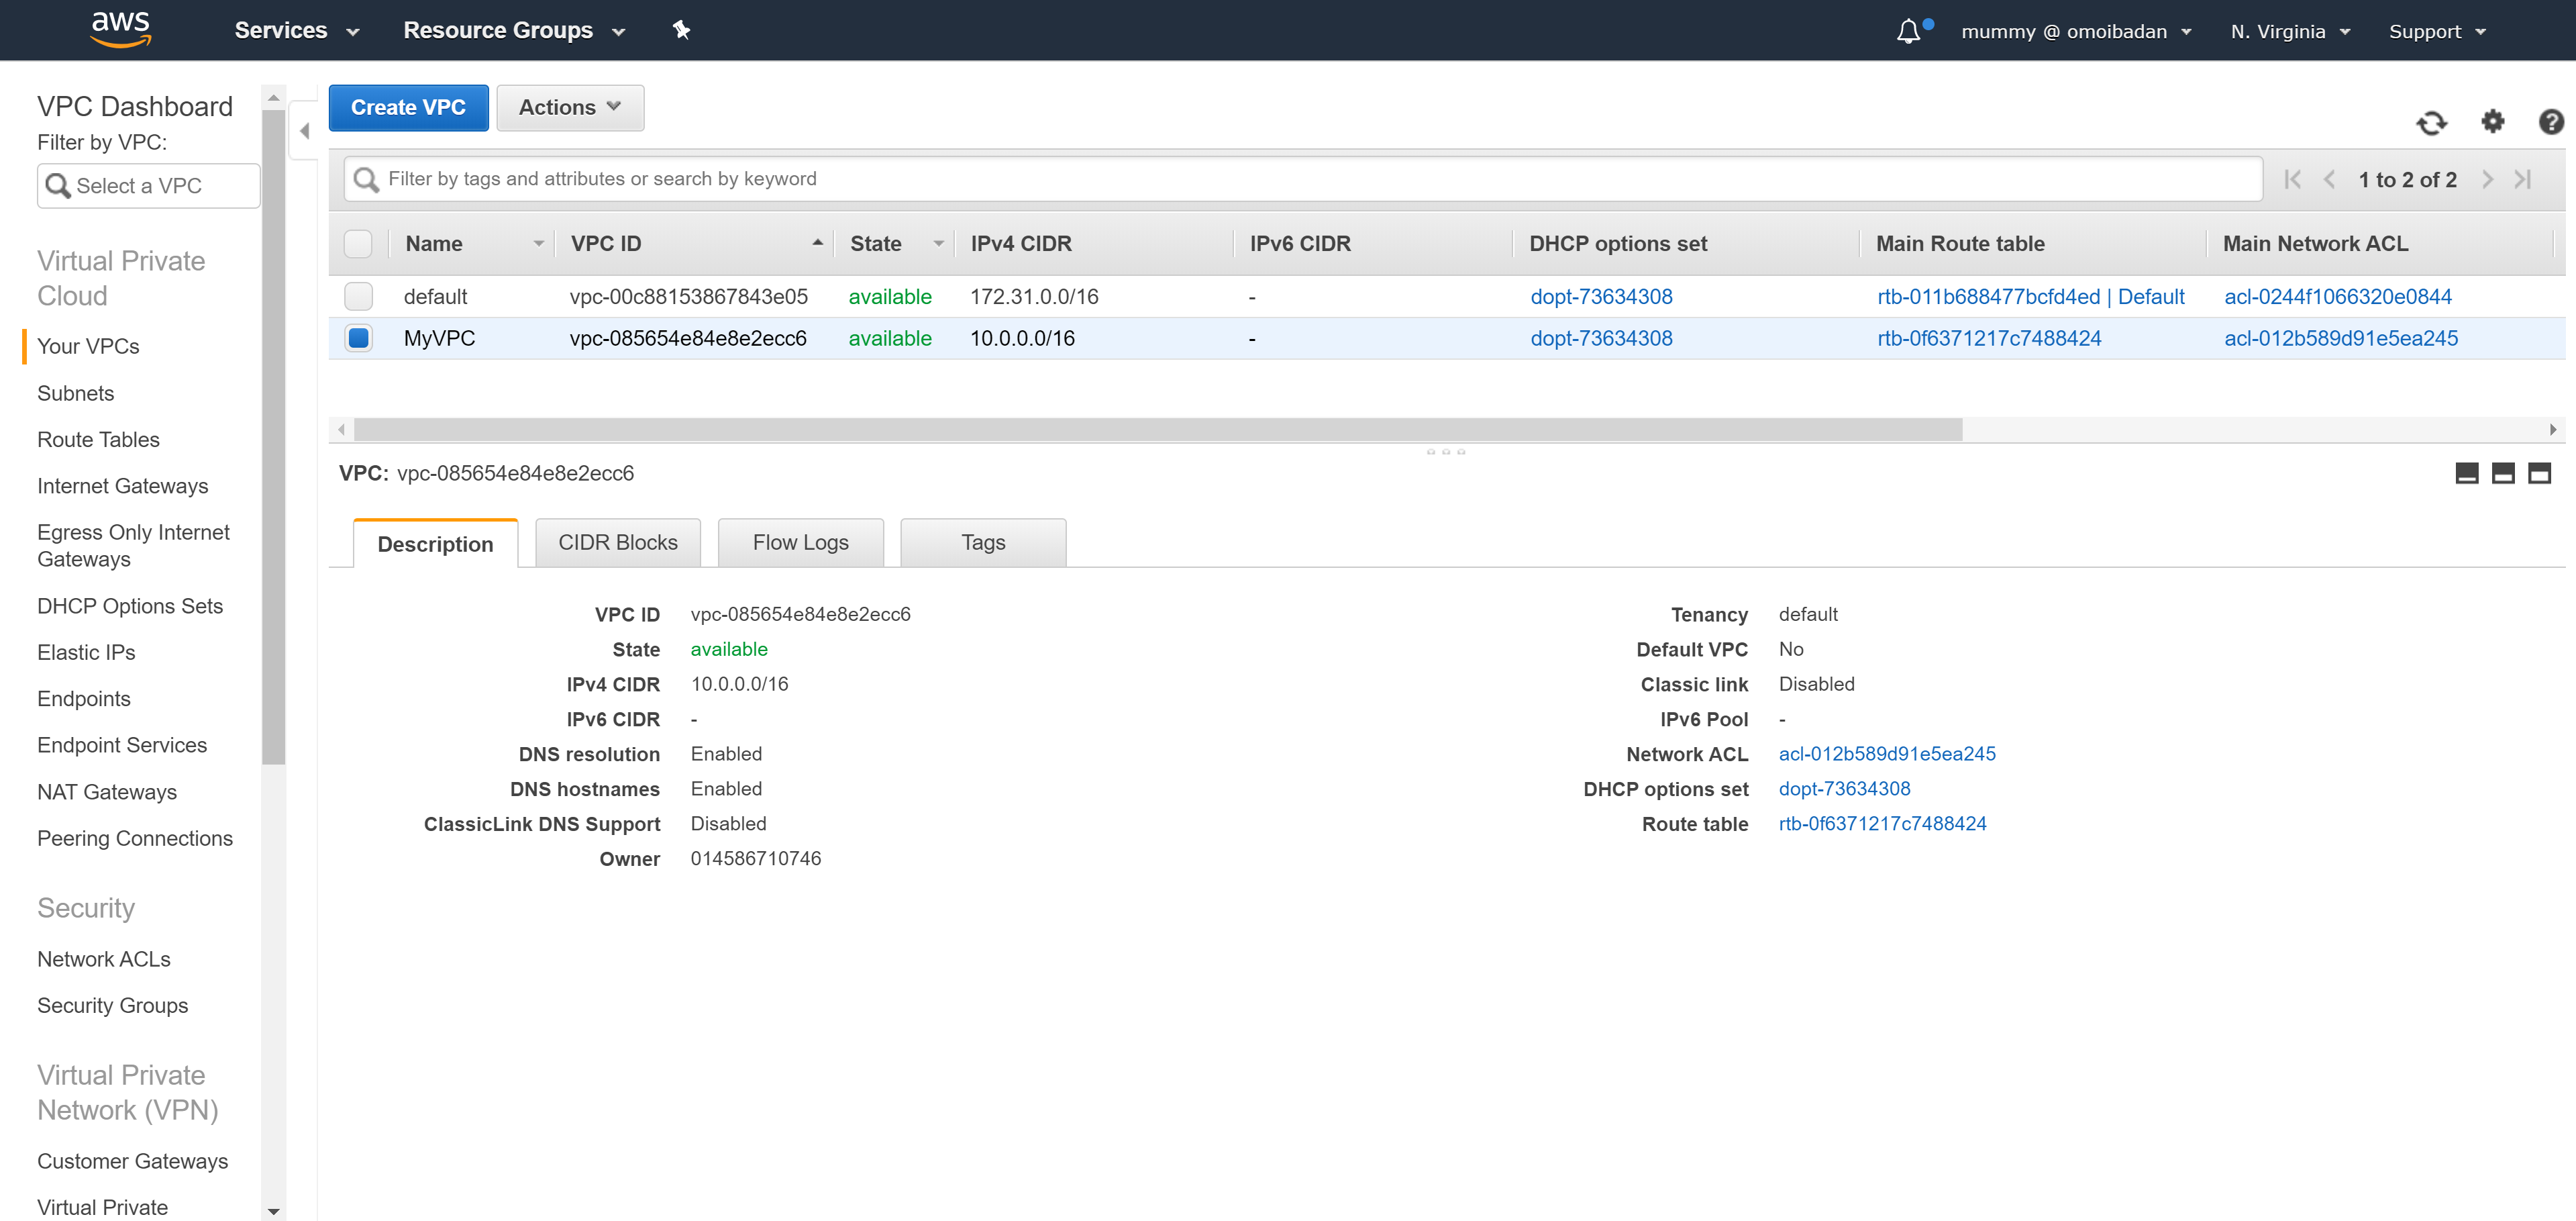 aws
Services
Resource Groups
mummy @ omoibadan
N. Virginia
Support
VPC Dashboard
Filter by VPC:
Select a VPC
Virtual Private
Cloud
Your VPCs
Subnets
Route Tables
Internet Gateways
Egress Only Internet
Gateways
DHCP Options Sets
Elastic IPs
Endpoints
Endpoint Services
NAT Gateways
Peering Connections
Security
Network ACLs
Security Groups
Virtual Private
Network (VPN)
Customer Gateways
Virtual Private
Create VPC
Actions
Filter by tags and attributes or search by keyword
1 to 2 of 2
Name VPC ID State IPv4 CIDR IPv6 CIDR DHCP options set Main Route table Main Network ACL
default vpc-00c88153867843e05 available 172.31.0.0/16 - dopt-73634308 rtb-011b688477bcfd4ed | Default acl-0244f1066320e0844
MyVPC vpc-085654e84e8e2ecc6 available 10.0.0.0/16 - dopt-73634308 rtb-0f6371217c7488424 acl-012b589d91e5ea245
VPC: vpc-085654e84e8e2ecc6
Description
CIDR Blocks
Flow Logs
Tags
VPC ID vpc-085654e84e8e2ecc6
State available
IPv4 CIDR 10.0.0.0/16
IPv6 CIDR -
DNS resolution Enabled
DNS hostnames Enabled
ClassicLink DNS Support Disabled
Owner 014586710746
Tenancy default
Default VPC No
Classic link Disabled
IPv6 Pool -
Network ACL acl-012b589d91e5ea245
DHCP options set dopt-73634308
Route table rtb-0f6371217c7488424